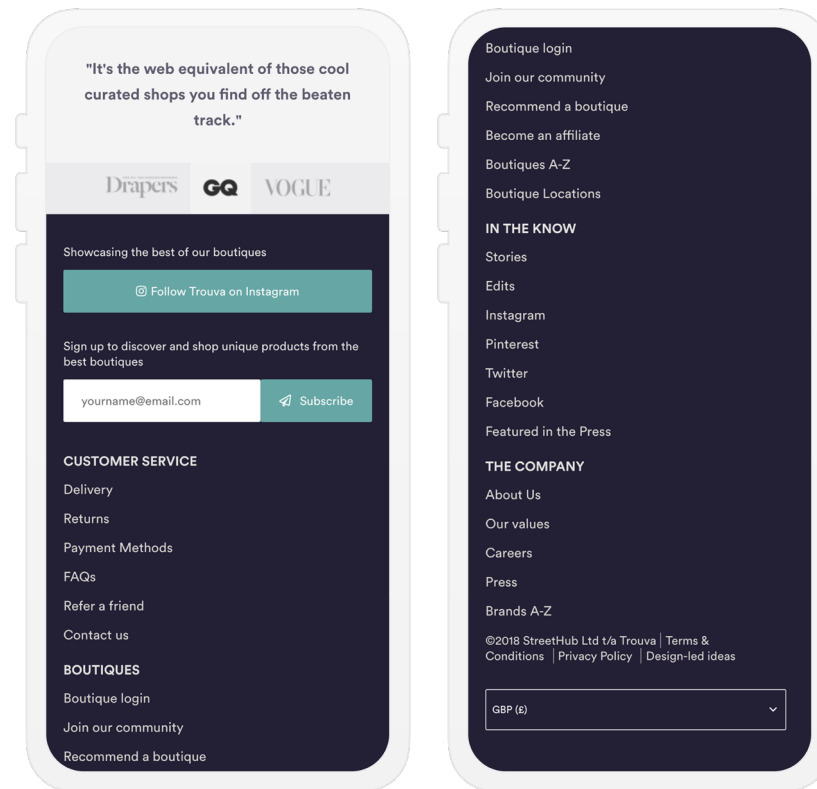 "It's the web equivalent of those cool
curated shops you find off the beaten
track."
Drapers GQ VOGUE
Showcasing the best of our boutiques
Follow Trouva on Instagram
Sign up to discover and shop unique products from the
best boutiques
yourname@email.com Subscribe
CUSTOMER SERVICE
Delivery
Returns
Payment Methods
FAQs
Refer a friend
Contact us
BOUTIQUES
Boutique login
Join our community
Recommend a boutique
Boutique login
Join our community
Recommend a boutique
Become an affiliate
Boutiques A-Z
Boutique Locations
IN THE KNOW
Stories
Edits
Instagram
Pinterest
Twitter
Facebook
Featured in the Press
THE COMPANY
About Us
Our values
Careers
Press
Brands A-Z
©2018 StreetHub Ltd t/a Trouva | Terms &
Conditions | Privacy Policy | Design-led ideas
GBP (£)